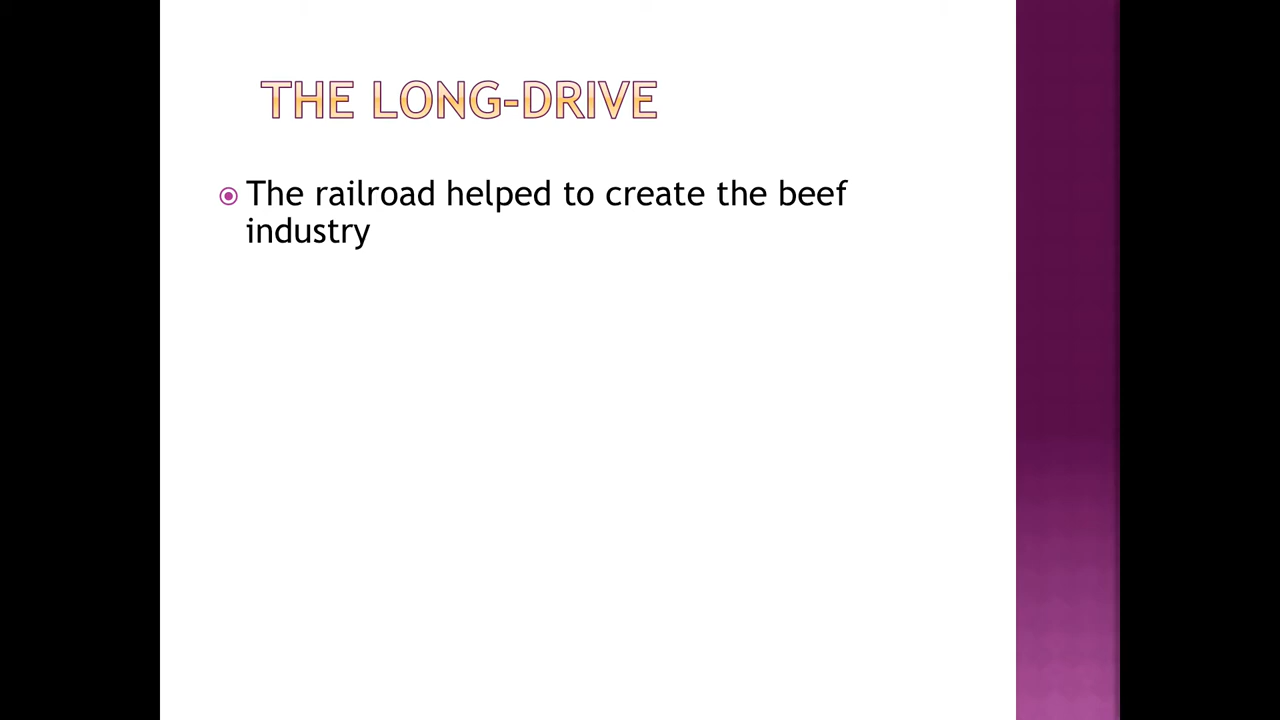 THE LONG-DRIVE
The railroad helped to create the beef
industry